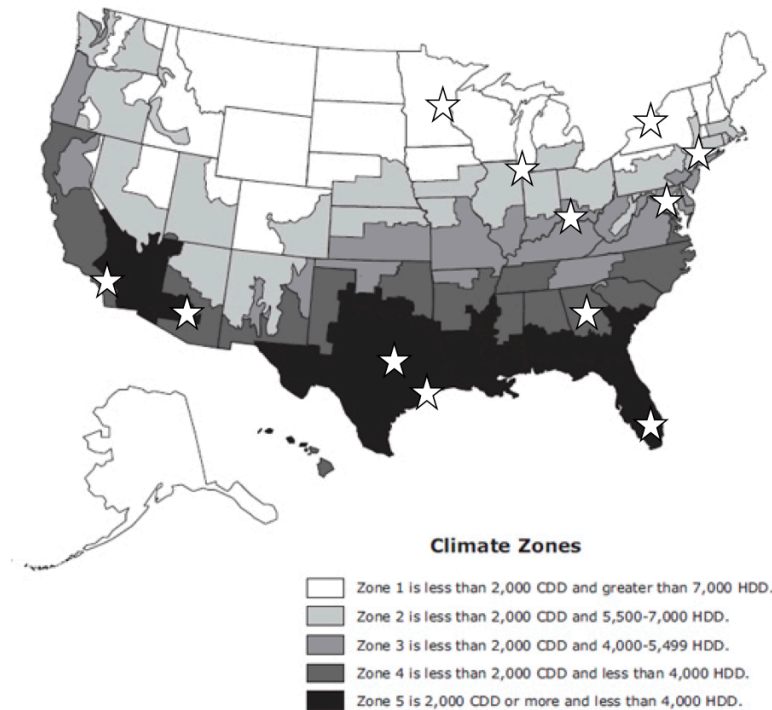 Climate Zones
Zone 1 is less than 2,000 CDD and greater than 7,000 HDD.
Zone 2 is less than 2,000 CDD and 5,500-7,000 HDD.
Zone 3 is less than 2,000 CDD and 4,000-5,499 HDD.
Zone 4 is less than 2,000 CDD and less than 4,000 HDD.
Zone 5 is 2,000 CDD or more and less than 4,000 HDD.